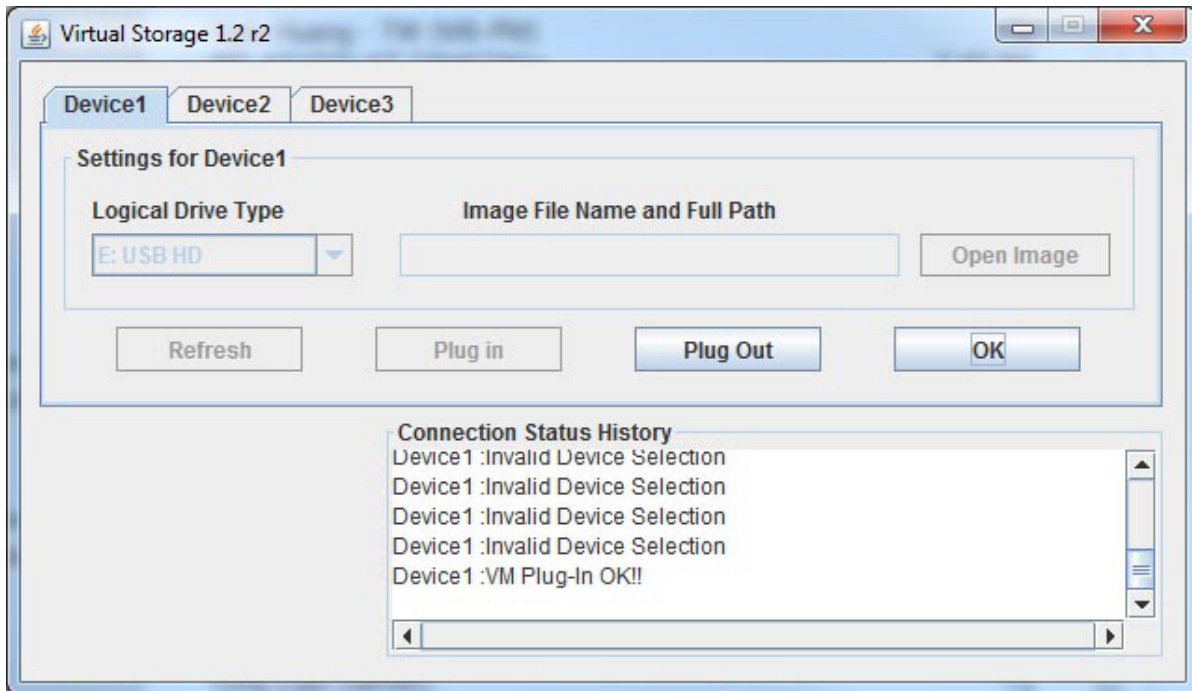 Virtual Storage 1.2 r2
Device1 Device2 Device3
Settings for Device1
Logical Drive Type Image File Name and Full Path
E: USB HD Open Image
Refresh Plug in Plug Out OK
Connection Status History
Device1 :Invalid Device Selection
Device1 :Invalid Device Selection
Device1 :Invalid Device Selection
Device1 :Invalid Device Selection
Device1 :VM Plug-In OK!!